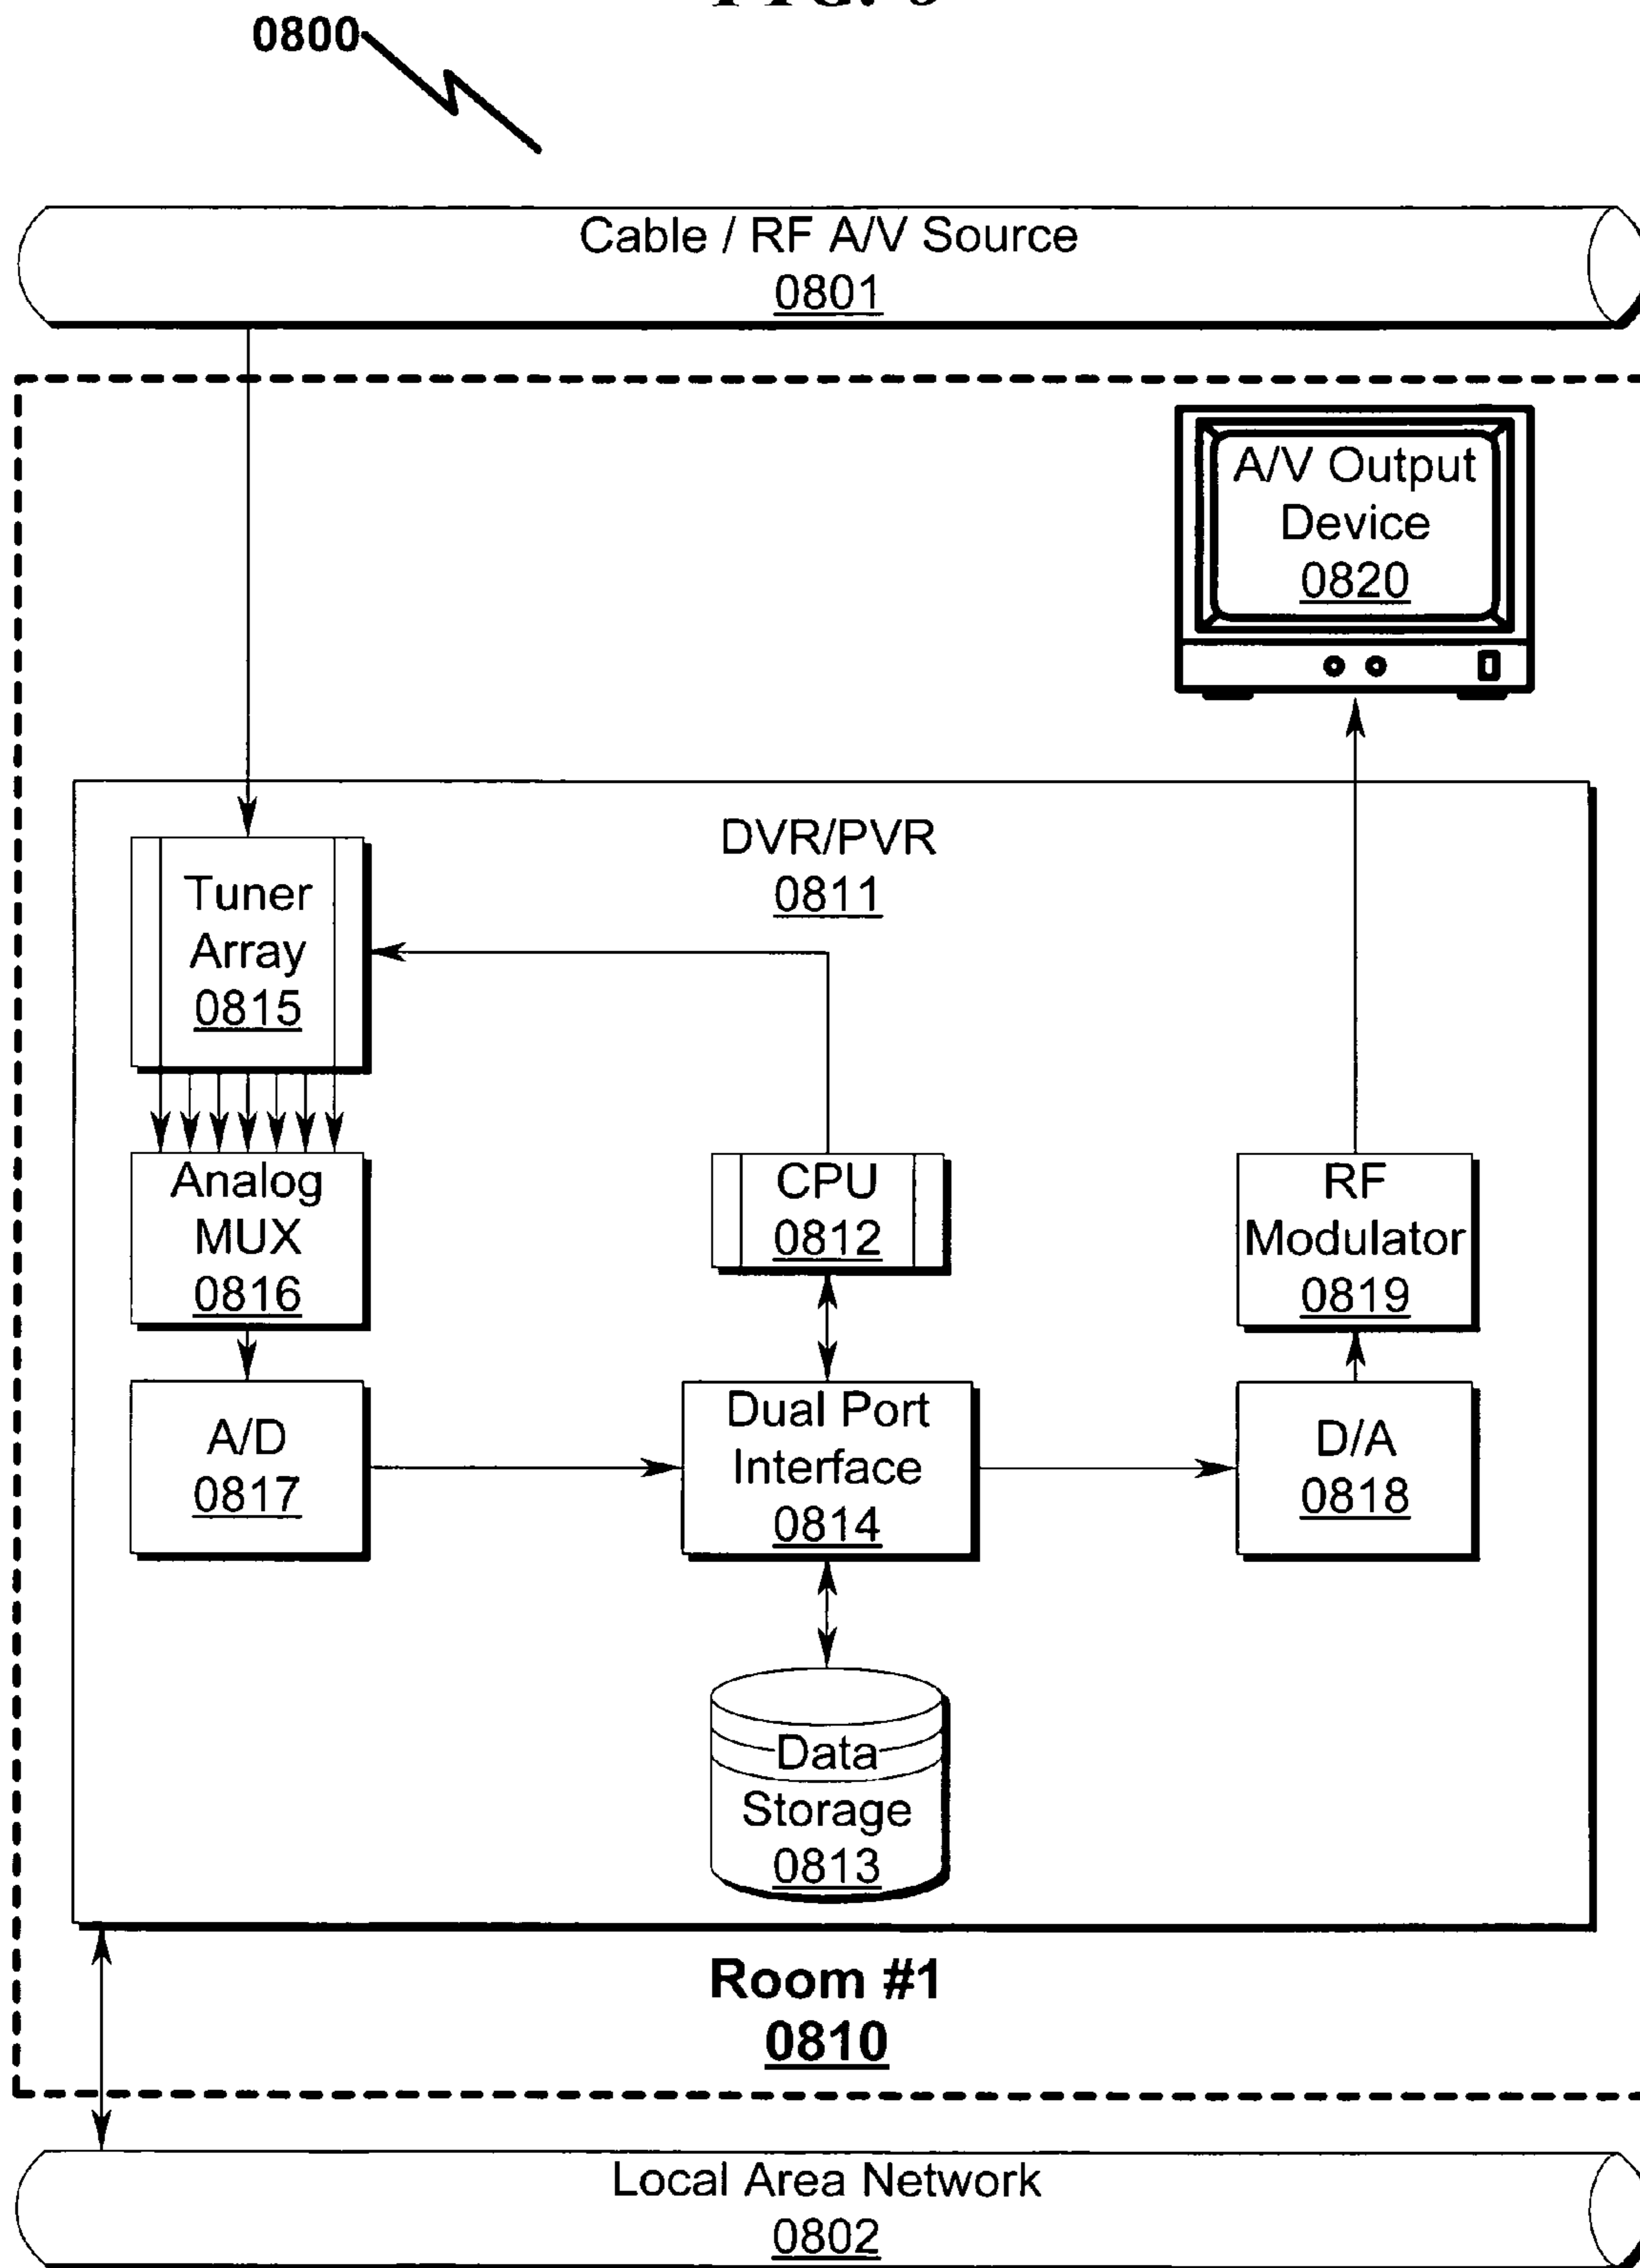 0800
Cable / RF A/V Source
0801
A/V Output
Device
0820
DVR/PVR
0811
Tuner
Array
0815
Analog
MUX
0816
CPU
0812
RF
Modulator
0819
A/D
0817
Dual Port
Interface
0814
D/A
0818
Data
Storage
0813
Room #1
0810
Local Area Network
0802